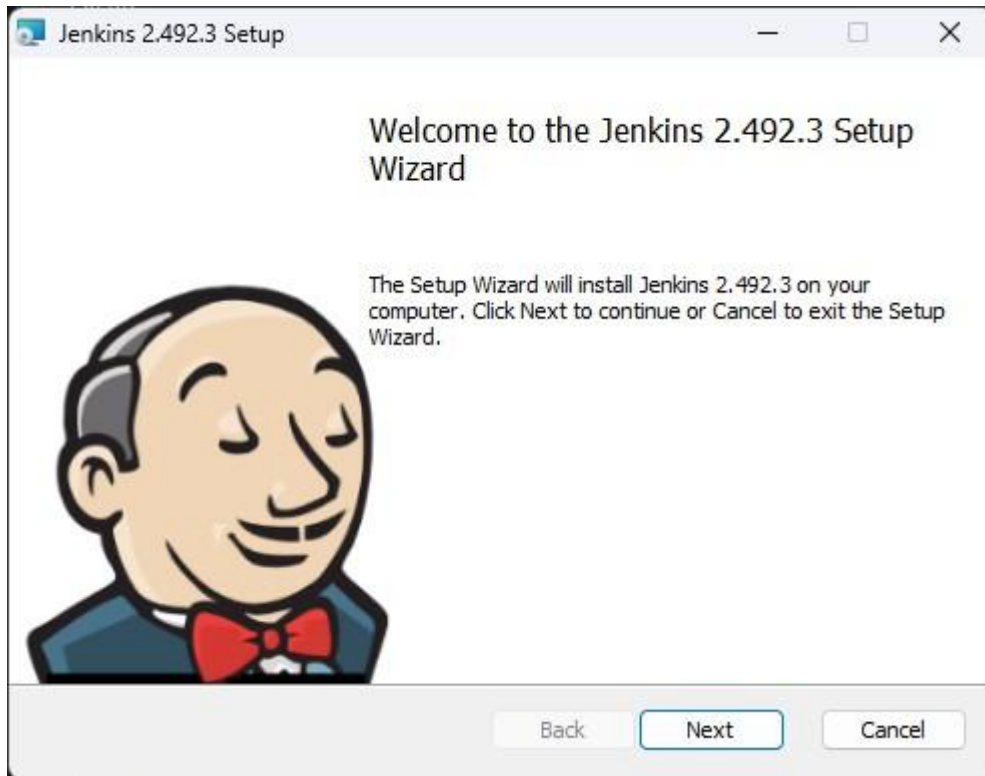 Jenkins 2.492.3 Setup
Welcome to the Jenkins 2.492.3 Setup
Wizard
The Setup Wizard will install Jenkins 2.492.3 on your
computer. Click Next to continue or Cancel to exit the Setup
Wizard.
Back Next Cancel